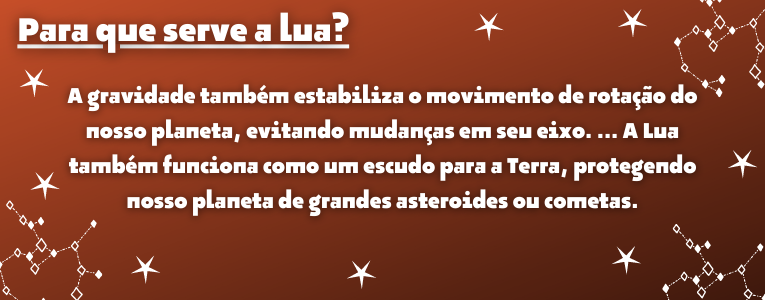 Para que serve a Lua?
A gravidade também estabiliza o movimento de rotação do
nosso planeta, evitando mudanças em seu eixo. ... A Lua
também funciona como um escudo para a Terra, protegendo
nosso planeta de grandes asteroides ou cometas.